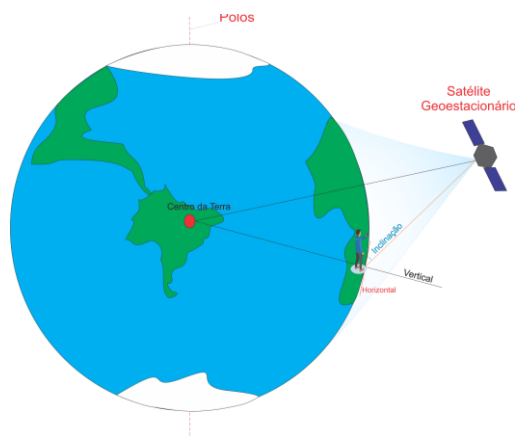 Polos
Satélite
Geoestacionário
Centro da Terra
Inclinação
Vertical
Horizontal